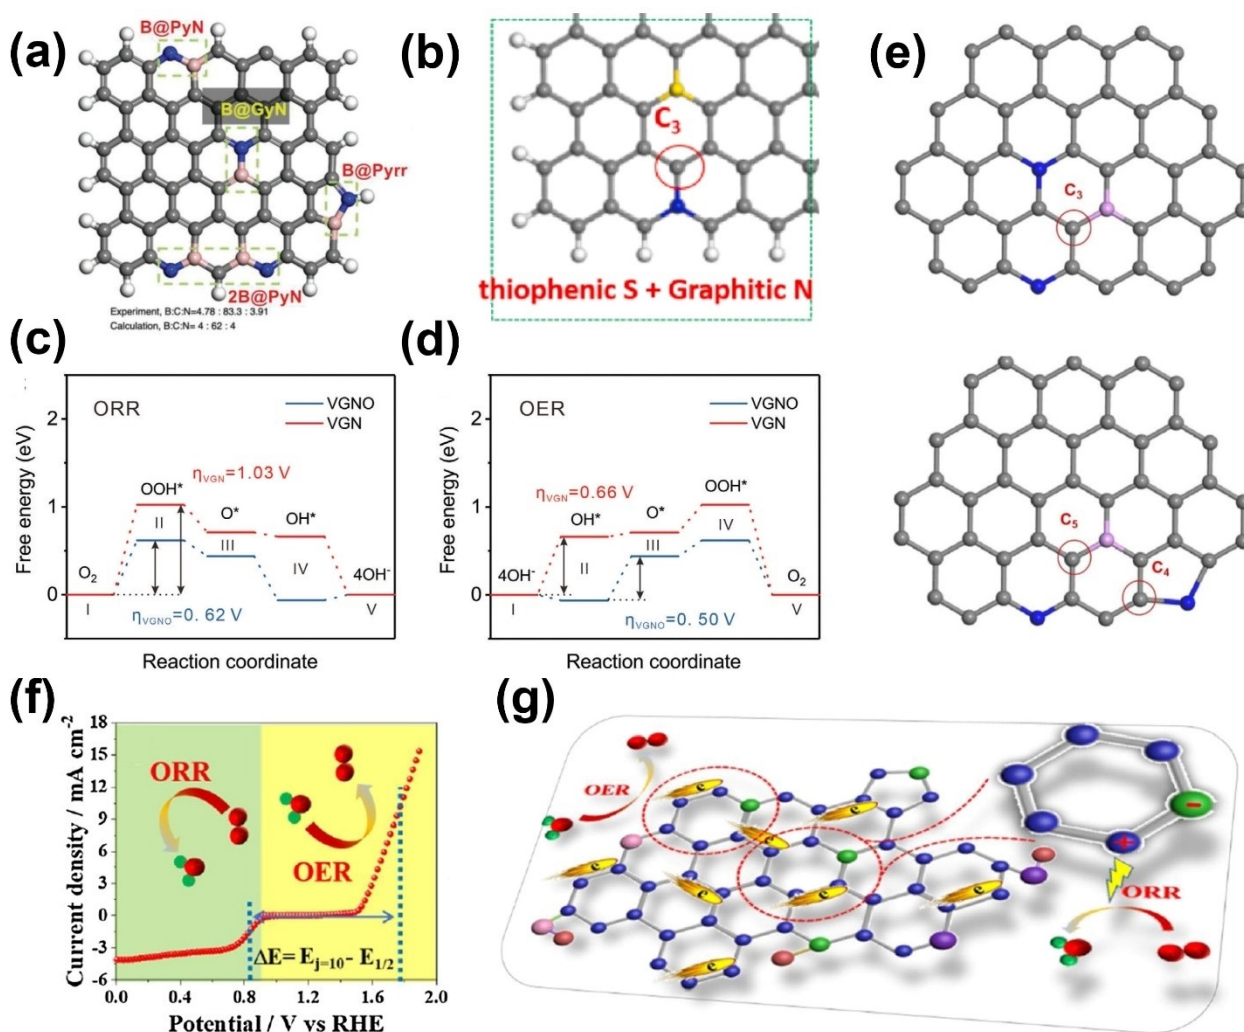 (a)
B@PyN
B@GyN
B@Pyrr
2B@PyN
Experiment, B:C:N=4.78 : 83.3 : 3.91
Calculation, B:C:N= 4 : 62 : 4
(b)
C3
thiophenic S + Graphitic N
(e)
C3
C5
C4
(c)
ORR
VGNO
VGN
ηVGN=1.03 V
OOH*
O*
OH*
O2
4OH-
I
II
III
IV
V
ηVGNO=0. 62 V
2
1
0
Free energy (eV)
Reaction coordinate
(d)
OER
VGNO
VGN
ηVGN=0.66 V
OOH*
OH*
O*
4OH-
O2
I
II
III
IV
V
ηVGNO=0. 50 V
2
1
0
Free energy (eV)
Reaction coordinate
(f)
18
15
12
9
6
3
0
-3
-6
Current density / mA cm-2
ORR
OER
ΔE= Ej=10- E1/2
0.0 0.4 0.8 1.2 1.6 2.0
Potential / V vs RHE
(g)
OER
e
e
e
e
e
e
e
-
+
ORR